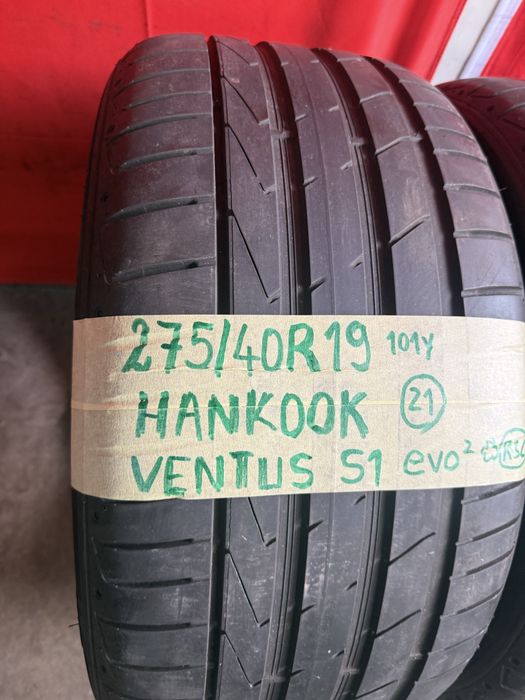 275/40R19 101Y
HANKOOK 21
VENTUS S1 evo²